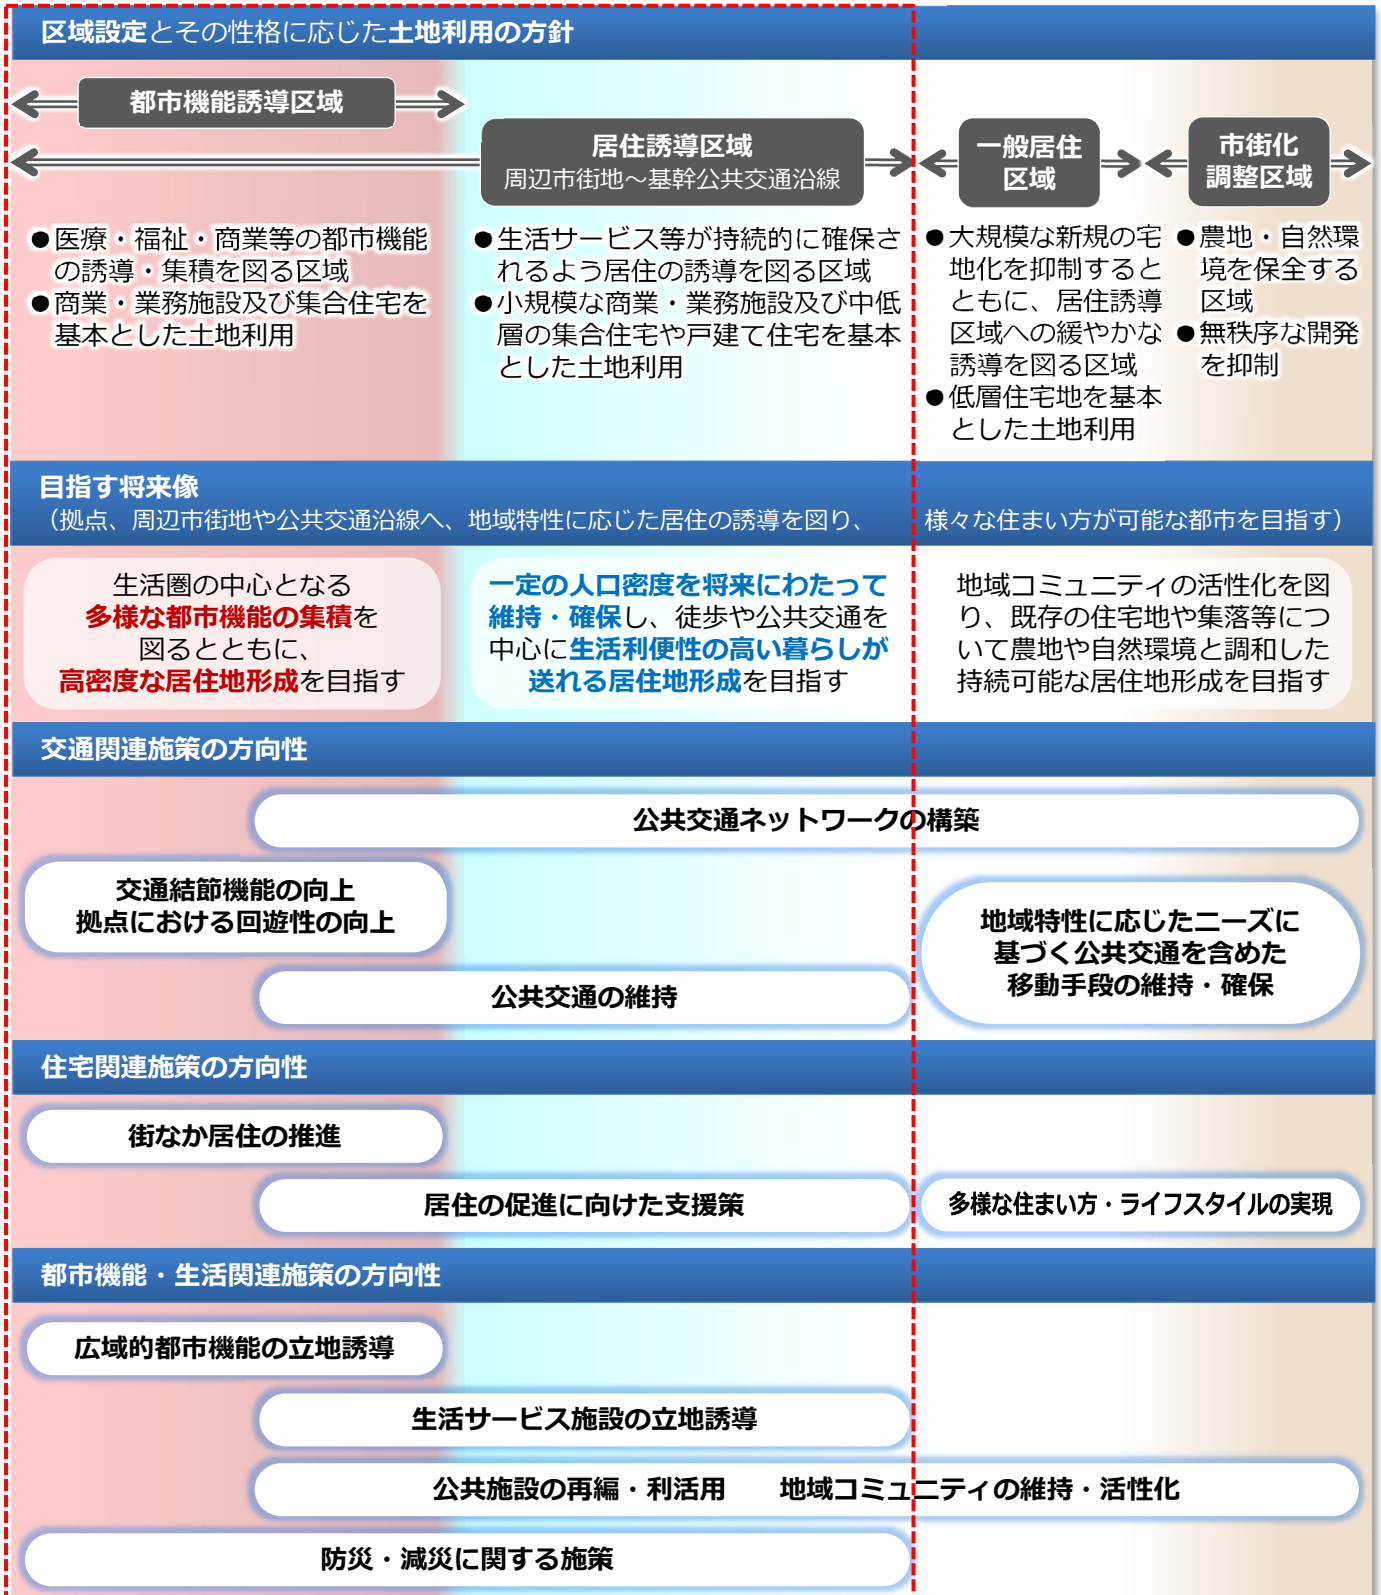 区域設定とその性格に応じた土地利用の方針
都市機能誘導区域
居住誘導区域
周辺市街地～基幹公共交通沿線
一般居住
区域
市街化
調整区域
●医療・福祉・商業等の都市機能
の誘導・集積を図る区域
●商業・業務施設及び集合住宅を
基本とした土地利用
●生活サービス等が持続的に確保さ
れるよう居住の誘導を図る区域
●小規模な商業・業務施設及び中低
層の集合住宅や戸建て住宅を基本
とした土地利用
●大規模な新規の宅
地化を抑制すると
ともに、居住誘導
区域への緩やかな
誘導を図る区域
●低層住宅地を基本
とした土地利用
●農地・自然環
境を保全する
区域
●無秩序な開発
を抑制
目指す将来像
（拠点、周辺市街地や公共交通沿線へ、地域特性に応じた居住の誘導を図り、 様々な住まい方が可能な都市を目指す）
生活圏の中心となる
多様な都市機能の集積を
図るとともに、
高密度な居住地形成を目指す
一定の人口密度を将来にわたって
維持・確保し、徒歩や公共交通を
中心に生活利便性の高い暮らしが
送れる居住地形成を目指す
地域コミュニティの活性化を図
り、既存の住宅地や集落等につ
いて農地や自然環境と調和した
持続可能な居住地形成を目指す
交通関連施策の方向性
公共交通ネットワークの構築
交通結節機能の向上
拠点における回遊性の向上
地域特性に応じたニーズに
基づく公共交通を含めた
移動手段の維持・確保
公共交通の維持
住宅関連施策の方向性
街なか居住の推進
居住の促進に向けた支援策
多様な住まい方・ライフスタイルの実現
都市機能・生活関連施策の方向性
広域的都市機能の立地誘導
生活サービス施設の立地誘導
公共施設の再編・利活用 地域コミュニティの維持・活性化
防災・減災に関する施策